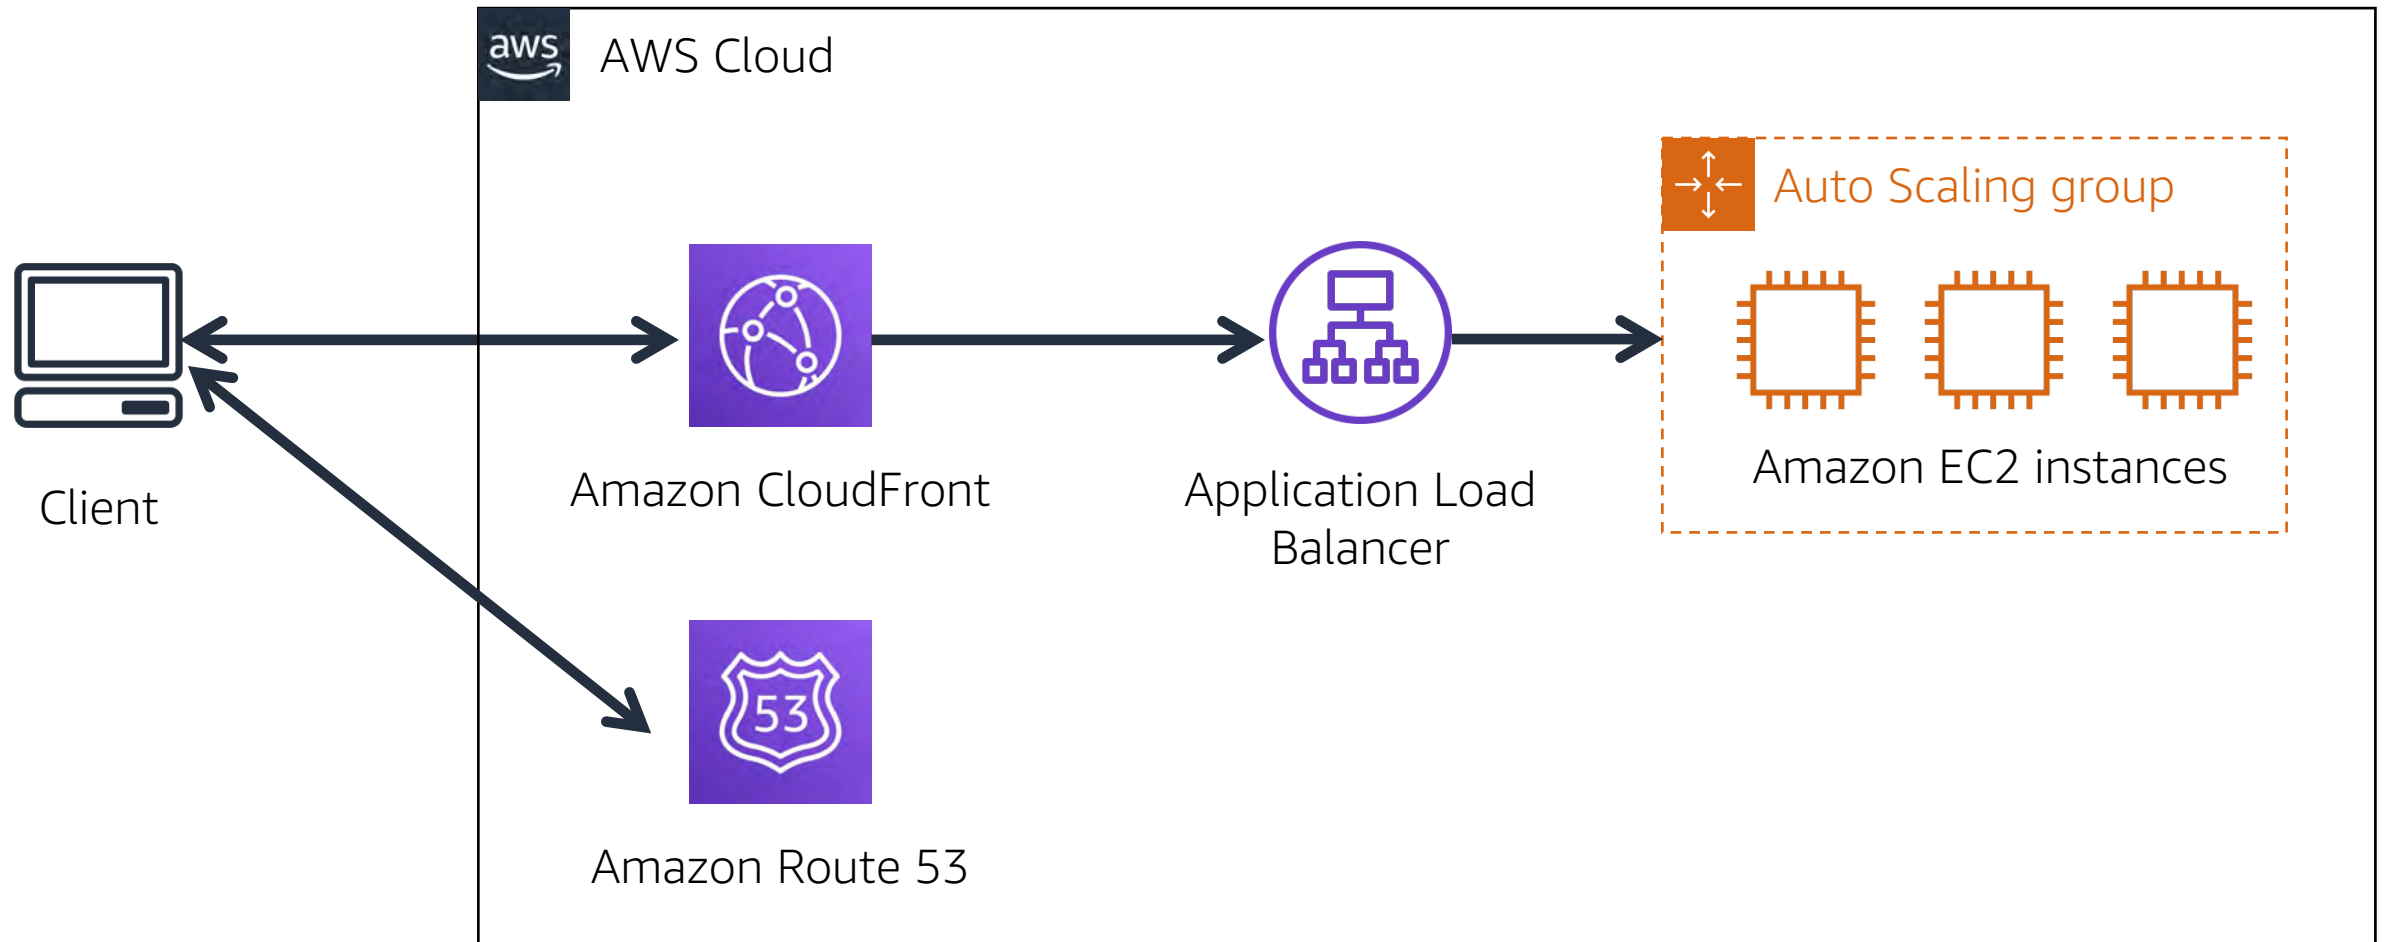 aws
AWS Cloud
Auto Scaling group
Client
Amazon CloudFront
Application Load
Balancer
Amazon EC2 instances
53
Amazon Route 53